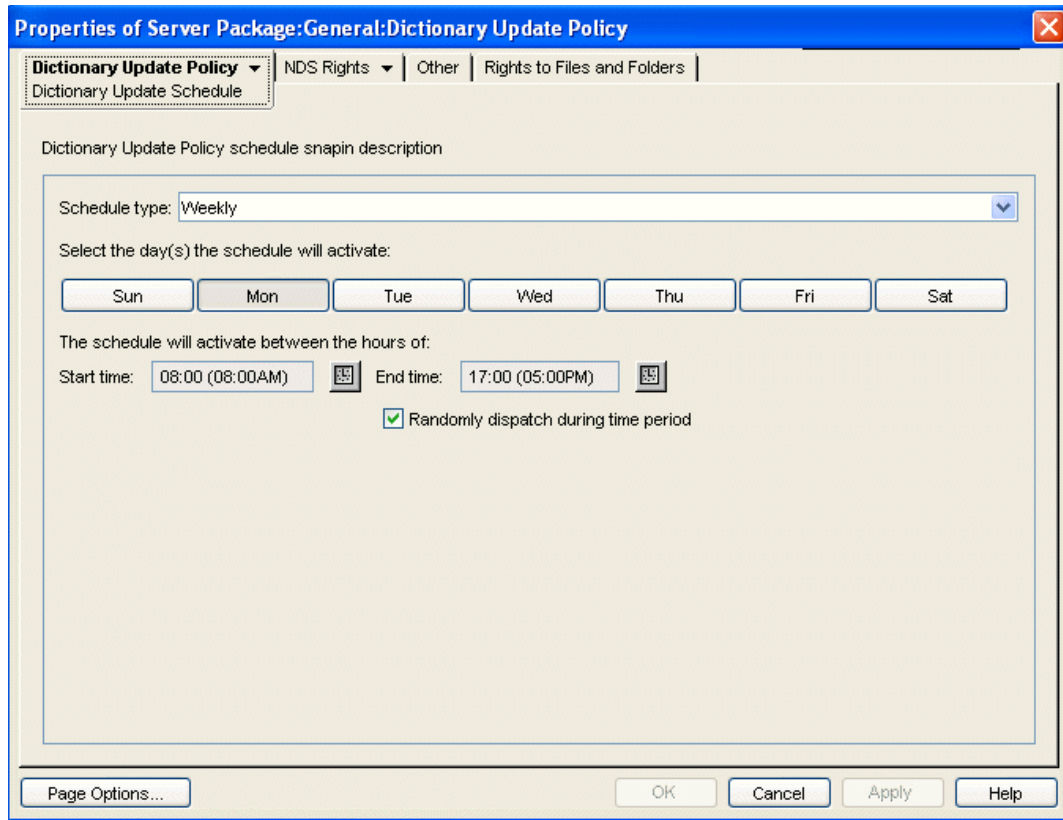 Properties of Server Package:General:Dictionary Update Policy
Dictionary Update Policy NDS Rights Other Rights to Files and Folders
Dictionary Update Schedule
Dictionary Update Policy schedule snapin description
Schedule type: Weekly
Select the day(s) the schedule will activate:
Sun Mon Tue Wed Thu Fri Sat
The schedule will activate between the hours of:
Start time: 08:00 (08:00AM) End time: 17:00 (05:00PM)
Randomly dispatch during time period
Page Options... OK Cancel Apply Help